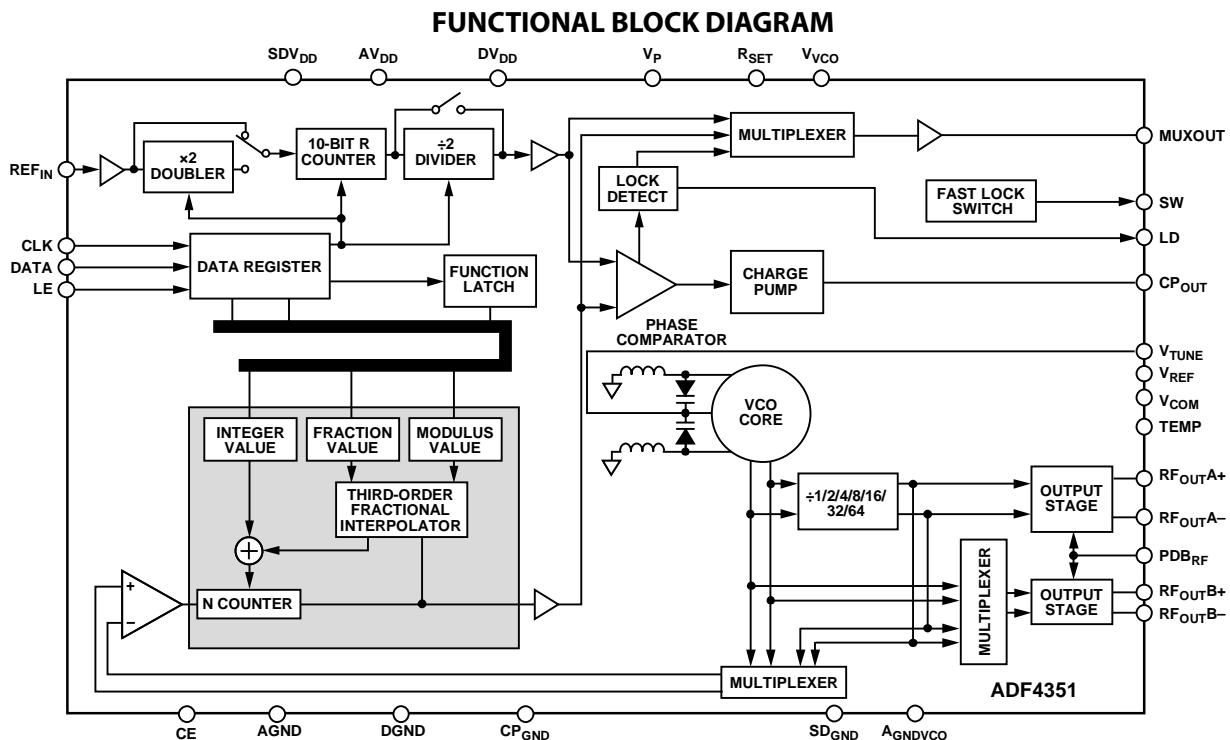 FUNCTIONAL BLOCK DIAGRAM
SDVDD
AVDD
DVDD
VP
RSET
VVCO
REFIN
×2
DOUBLER
10-BIT R
COUNTER
÷2
DIVIDER
MULTIPLEXER
MUXOUT
LOCK
DETECT
FAST LOCK
SWITCH
SW
LD
CLK
DATA
LE
DATA REGISTER
FUNCTION
LATCH
CHARGE
PUMP
CPOUT
PHASE
COMPARATOR
VTUNE
VREF
VCOM
TEMP
VCO
CORE
INTEGER
VALUE
FRACTION
VALUE
MODULUS
VALUE
THIRD-ORDER
FRACTIONAL
INTERPOLATOR
+
−
N COUNTER
÷1/2/4/8/16/
32/64
OUTPUT
STAGE
RFOUTA+
RFOUTA−
PDBRF
MULTIPLEXER
OUTPUT
STAGE
RFOUTB+
RFOUTB−
MULTIPLEXER
ADF4351
CE
AGND
DGND
CPGND
SDGND
AGNDVCO